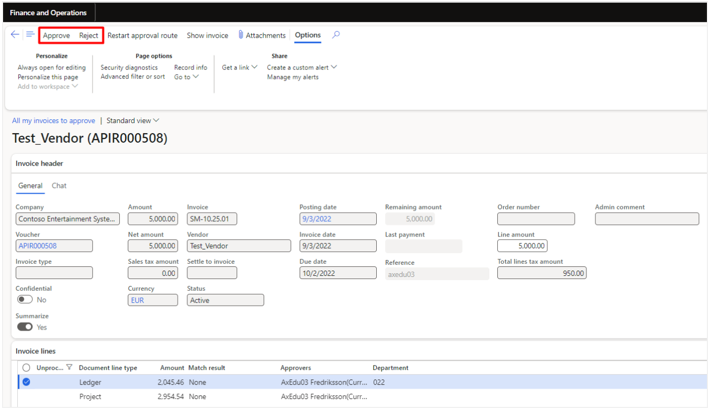 Finance and Operations
Approve Reject Restart approval route Show invoice Attachments Options
Personalize Page options Share
Always open for editing Security diagnostics Record info Get a link Create a custom alert
Personalize this page Advanced filter or sort Go to Manage my alerts
Add to workspace
All my invoices to approve | Standard view
Test_Vendor (APIR000508)
Invoice header
General Chat
Company Amount Invoice Posting date Remaining amount Order number Admin comment
Contoso Entertainment Syste... 5,000.00 SM-10.25.01 9/3/2022 5,000.00
Voucher Net amount Vendor Invoice date Last payment Line amount
APIR000508 5,000.00 Test_Vendor 9/3/2022 5,000.00
Invoice type Sales tax amount Settle to invoice Due date Reference Total lines tax amount
0.00 10/2/2022 axedu03 950.00
Confidential Currency Status
No EUR Active
Summarize
Yes
Invoice lines
Unproc... Document line type Amount Match result Approvers Department
Ledger 2,045.46 None AxEdu03 Fredriksson(Curr... 022
Project 2,954.54 None AxEdu03 Fredriksson(Curr...